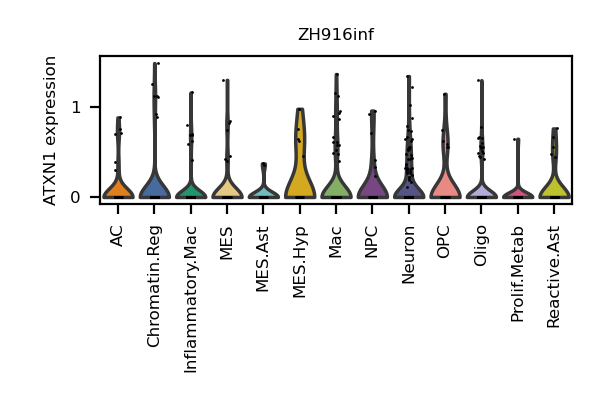 ZH916inf
ATXN1 expression
1
0
AC
Chromatin.Reg
Inflammatory.Mac
MES
MES.Ast
MES.Hyp
Mac
NPC
Neuron
OPC
Oligo
Prolif.Metab
Reactive.Ast